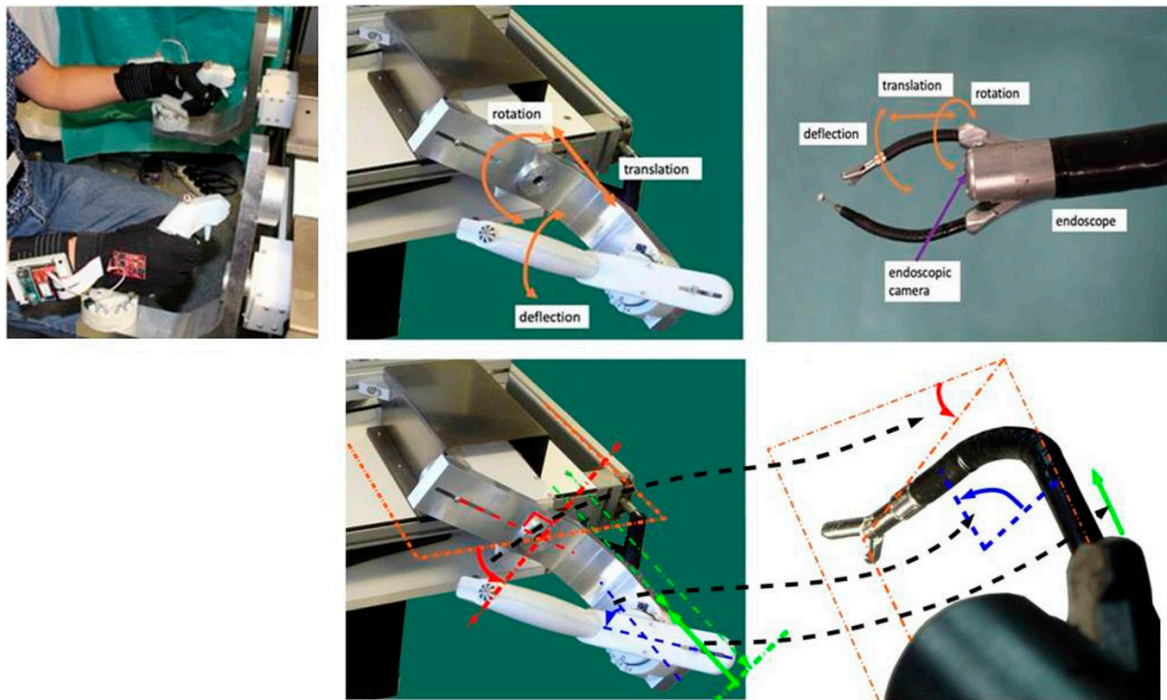 rotation
translation
deflection
translation
rotation
deflection
endoscope
endoscopic
camera